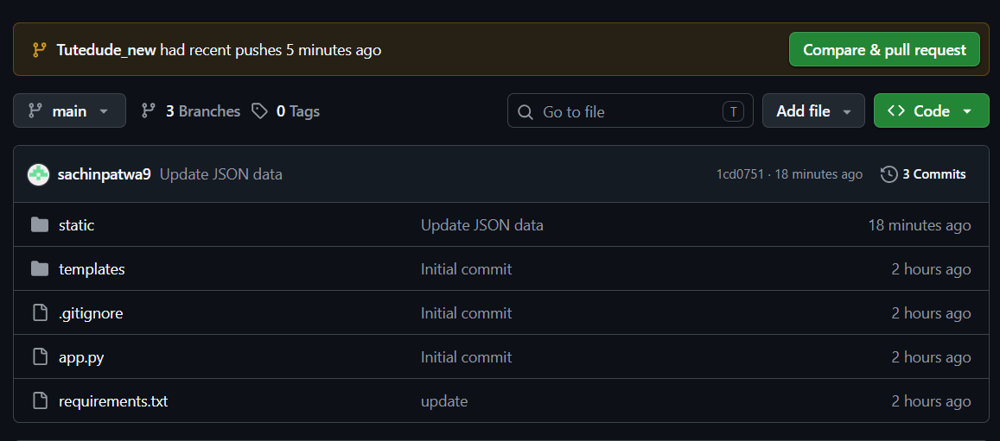 Tutedude_new had recent pushes 5 minutes ago
Compare & pull request
main
3 Branches
0 Tags
Go to file
T
Add file
<> Code
sachinpatwa9 Update JSON data
1cd0751 · 18 minutes ago
3 Commits
static Update JSON data 18 minutes ago
templates Initial commit 2 hours ago
.gitignore Initial commit 2 hours ago
app.py Initial commit 2 hours ago
requirements.txt update 2 hours ago